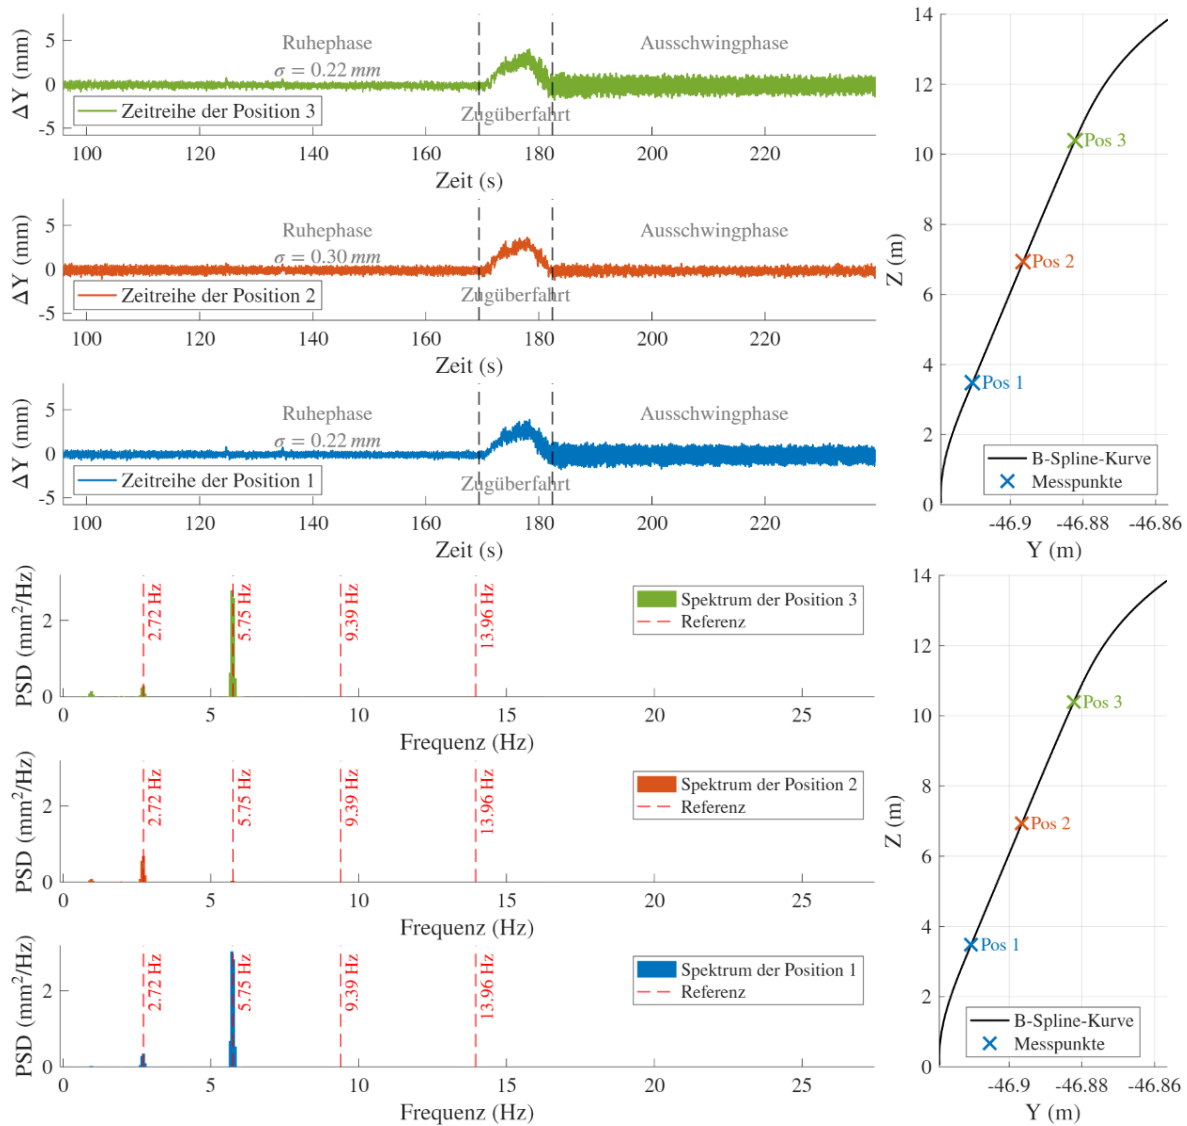 5
0
-5
ΔY (mm)
Ruhephase
σ = 0.22 mm
Ausschwingphase
Zugüberfahrt
Zeitreihe der Position 3
100 120 140 160 180 200 220
Zeit (s)
5
0
-5
ΔY (mm)
Ruhephase
σ = 0.30 mm
Ausschwingphase
Zugüberfahrt
Zeitreihe der Position 2
100 120 140 160 180 200 220
Zeit (s)
5
0
-5
ΔY (mm)
Ruhephase
σ = 0.22 mm
Ausschwingphase
Zugüberfahrt
Zeitreihe der Position 1
100 120 140 160 180 200 220
Zeit (s)
14
12
10
8
6
4
2
0
Z (m)
Pos 3
Pos 2
Pos 1
B-Spline-Kurve
Messpunkte
-46.9 -46.88 -46.86
Y (m)
2
0
PSD (mm²/Hz)
2.72 Hz
5.75 Hz
9.39 Hz
13.96 Hz
Spektrum der Position 3
Referenz
0 5 10 15 20 25
Frequenz (Hz)
2
0
PSD (mm²/Hz)
2.72 Hz
5.75 Hz
9.39 Hz
13.96 Hz
Spektrum der Position 2
Referenz
0 5 10 15 20 25
Frequenz (Hz)
2
0
PSD (mm²/Hz)
2.72 Hz
5.75 Hz
9.39 Hz
13.96 Hz
Spektrum der Position 1
Referenz
0 5 10 15 20 25
Frequenz (Hz)
14
12
10
8
6
4
2
0
Z (m)
Pos 3
Pos 2
Pos 1
B-Spline-Kurve
Messpunkte
-46.9 -46.88 -46.86
Y (m)